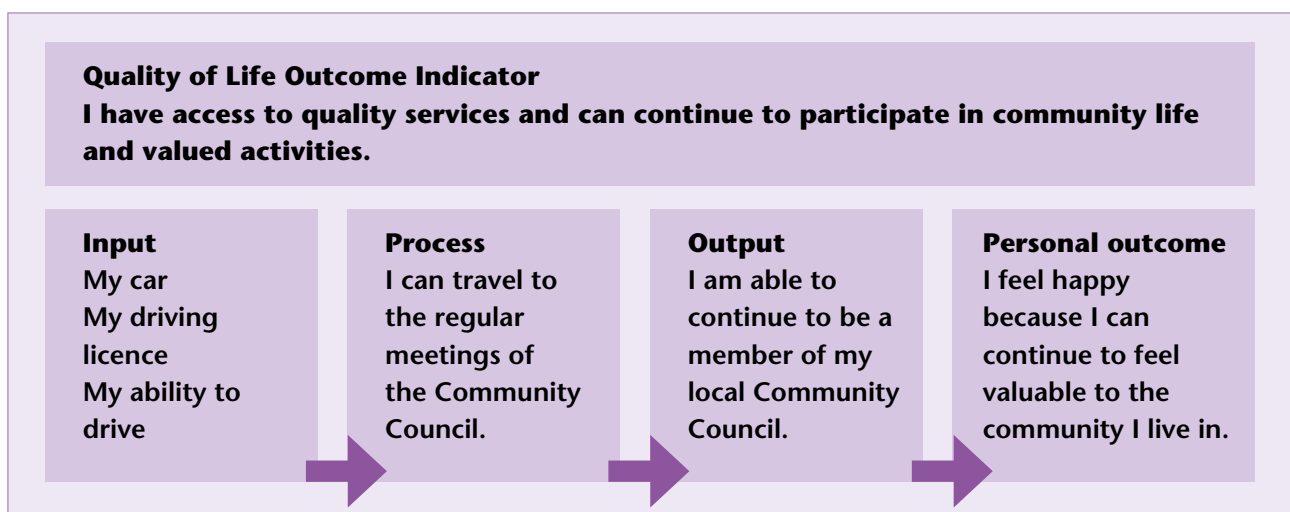 Quality of Life Outcome Indicator
I have access to quality services and can continue to participate in community life
and valued activities.
Input
My car
My driving
licence
My ability to
drive
Process
I can travel to
the regular
meetings of
the Community
Council.
Output
I am able to
continue to be a
member of my
local Community
Council.
Personal outcome
I feel happy
because I can
continue to feel
valuable to the
community I live in.